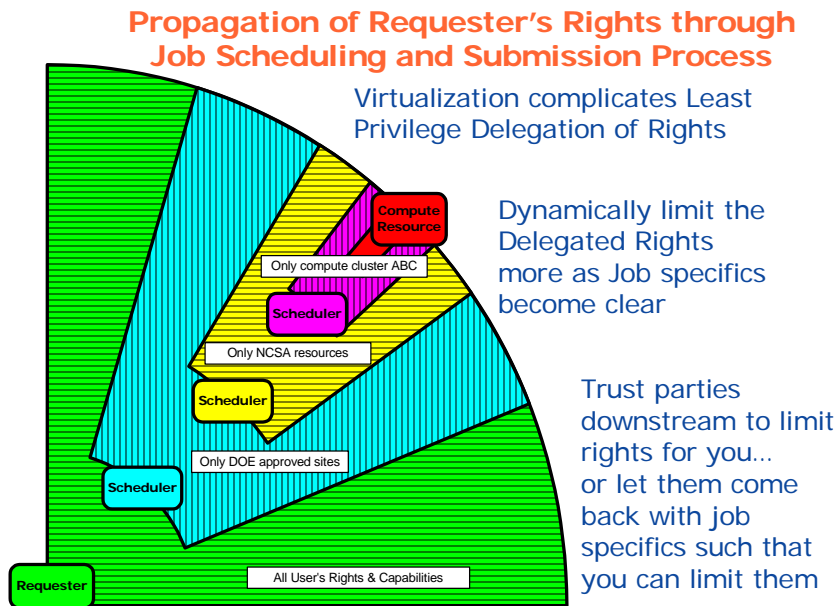 Propagation of Requester's Rights through
Job Scheduling and Submission Process
Virtualization complicates Least
Privilege Delegation of Rights
Compute
Resource
Dynamically limit the
Delegated Rights
more as Job specifics
become clear
Only compute cluster ABC
Scheduler
Only NCSA resources
Scheduler
Trust parties
downstream to limit
rights for you...
or let them come
back with job
specifics such that
you can limit them
Only DOE approved sites
Scheduler
Requester
All User's Rights & Capabilities